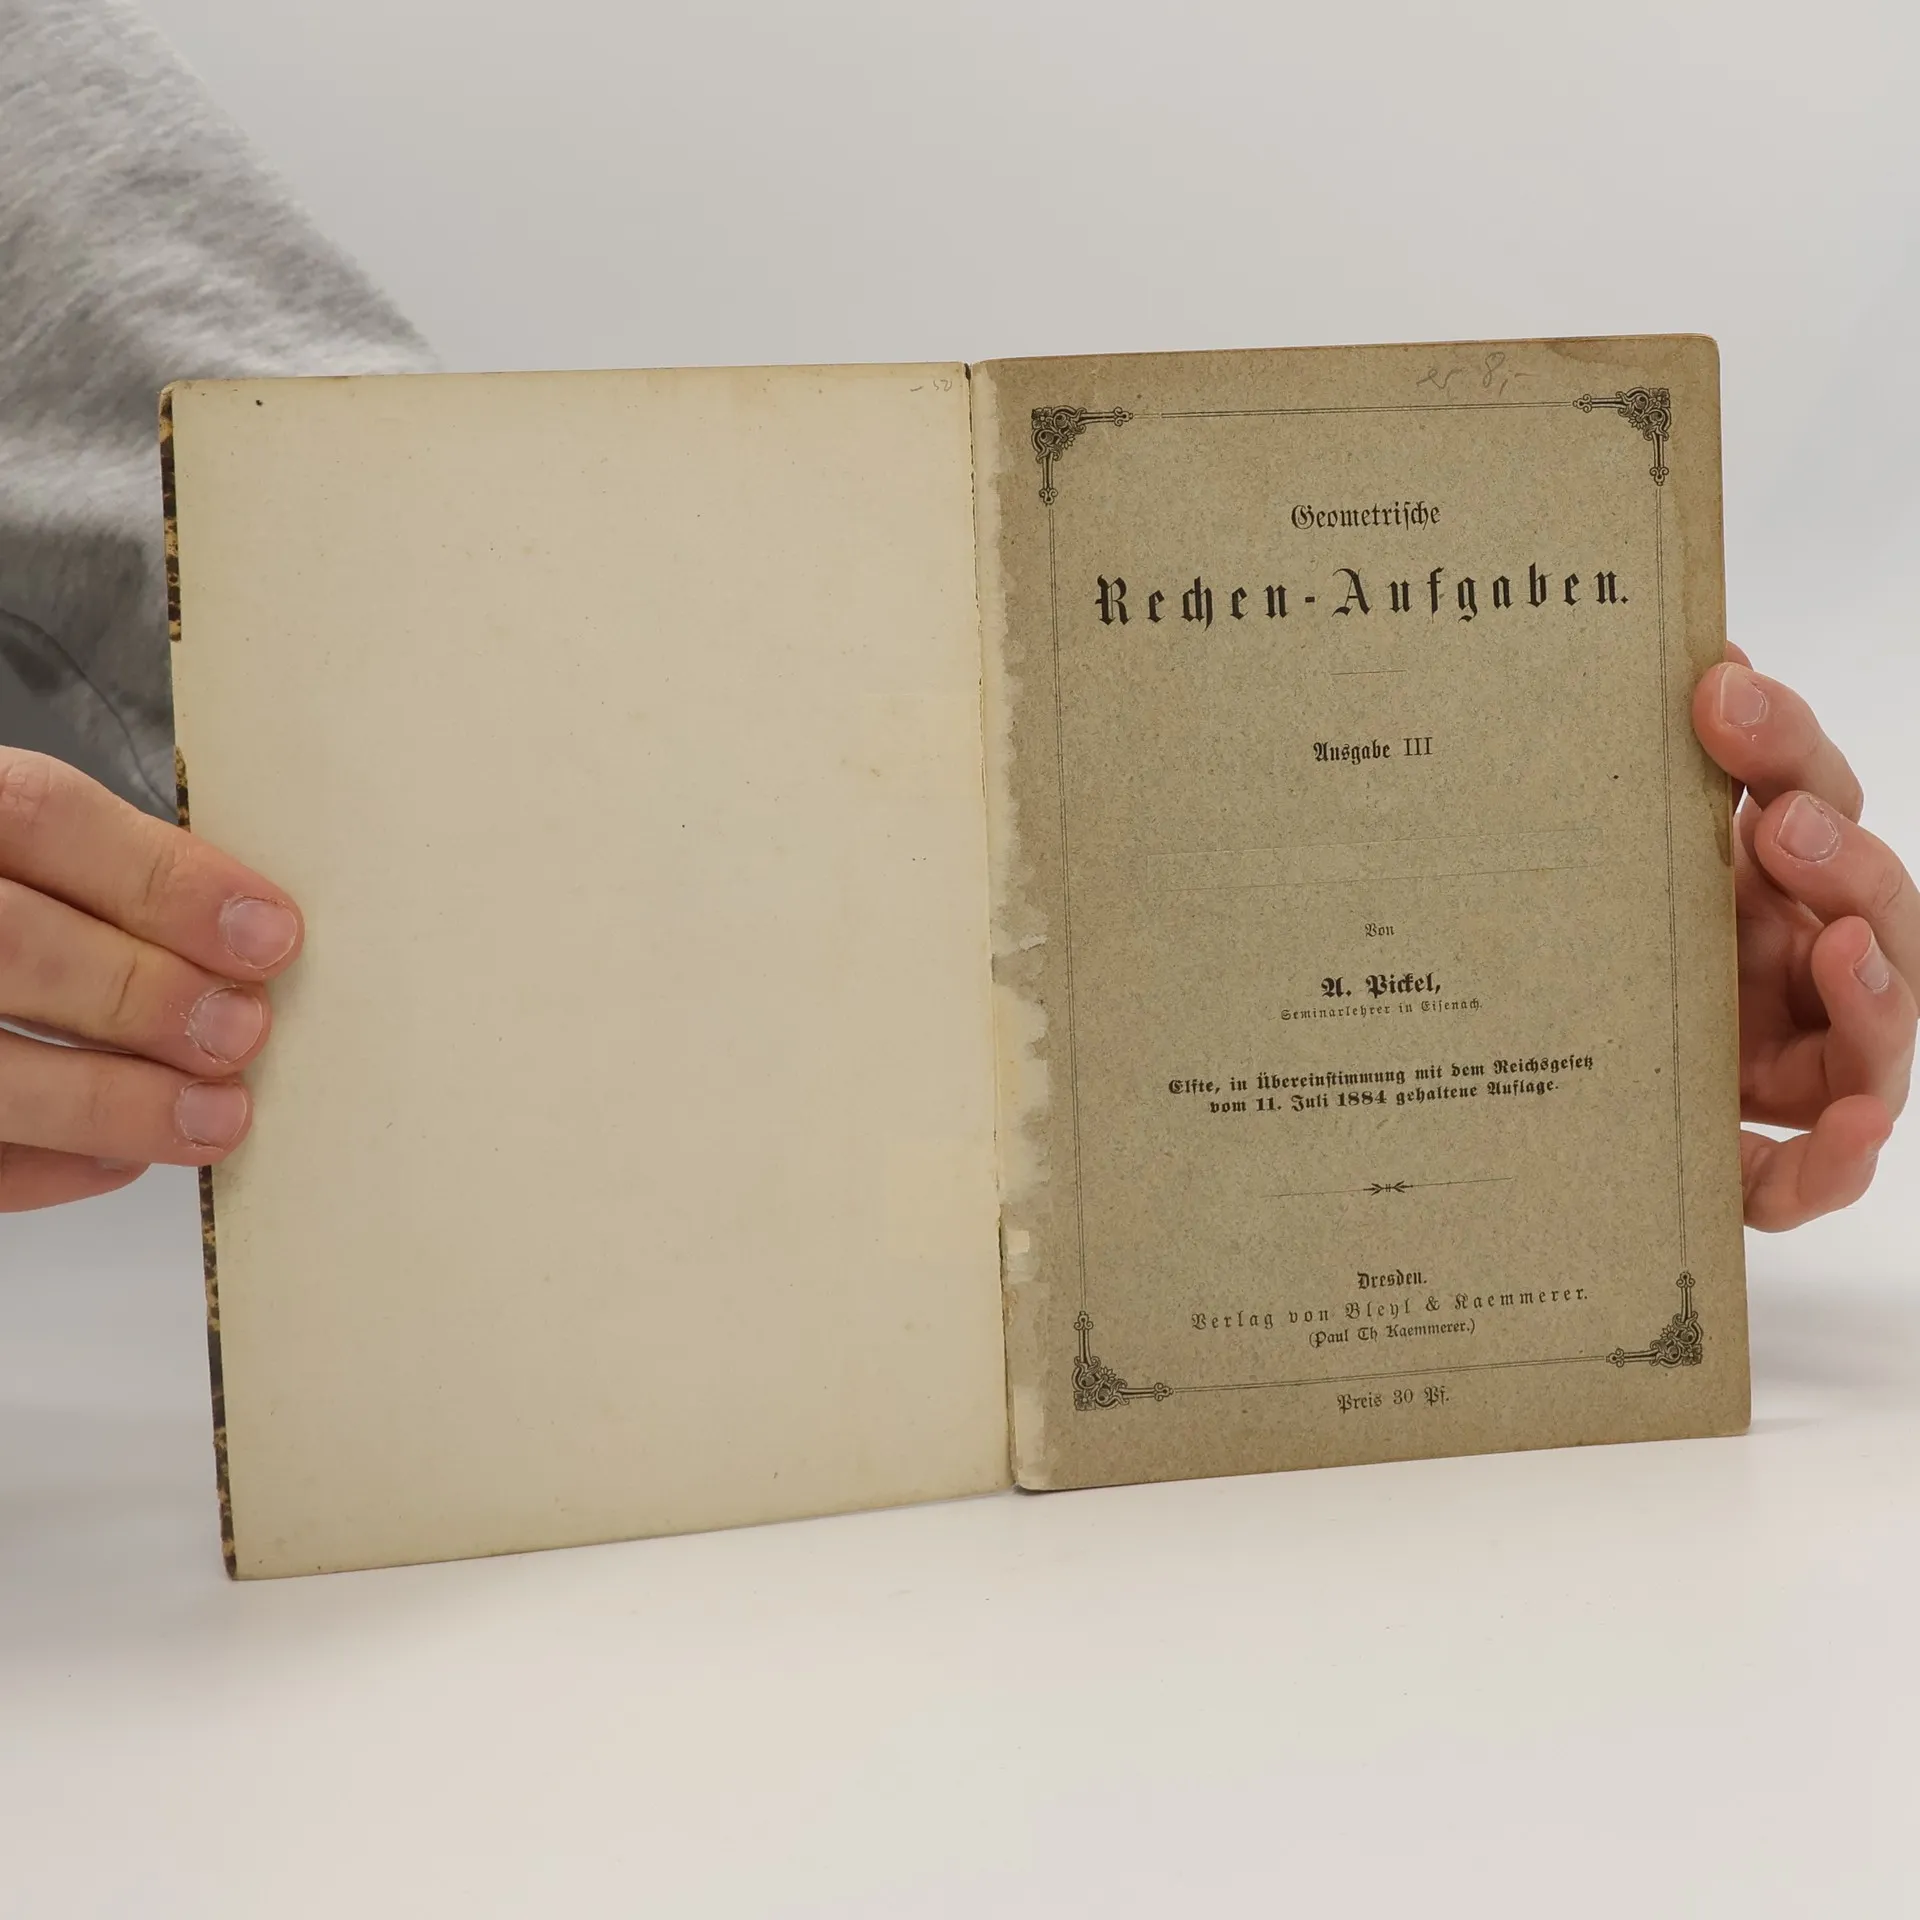 Geometrische
Rechen-Aufgaben.
Ausgabe III
Von
A. Pickel,
Seminarlehrer in Eisenach.
Elfte, in Übereinstimmung mit dem Reichsgesetz
vom 11. Juli 1884 gehaltene Auflage.
Dresden.
Verlag von Bleyl & Kaemmerer.
(Paul Th Kaemmerer.)
Preis 30 Pf.